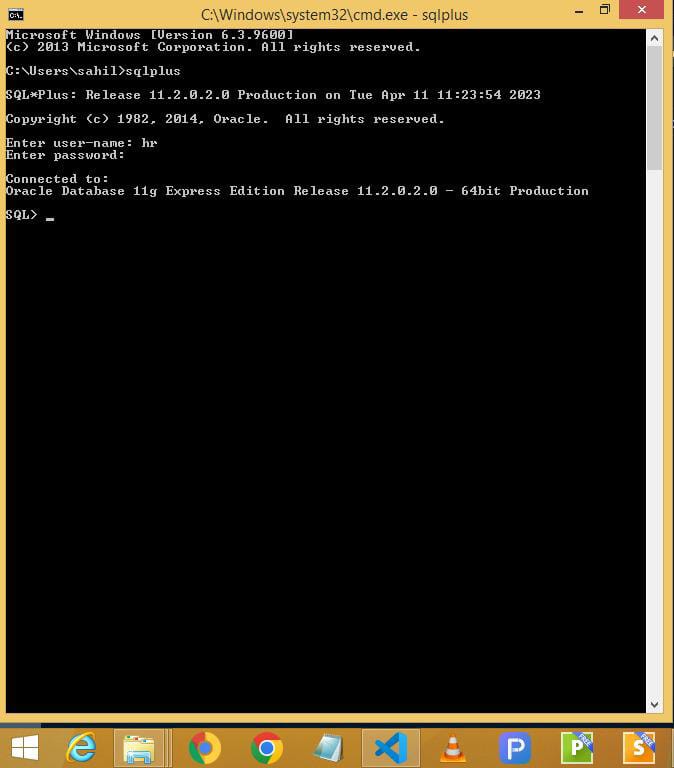 C:\Windows\system32\cmd.exe - sqlplus
Microsoft Windows [Version 6.3.9600]
(c) 2013 Microsoft Corporation. All rights reserved.
C:\Users\sahil>sqlplus
SQL*Plus: Release 11.2.0.2.0 Production on Tue Apr 11 11:23:54 2023
Copyright (c) 1982, 2014, Oracle.  All rights reserved.
Enter user-name: hr
Enter password:
Connected to:
Oracle Database 11g Express Edition Release 11.2.0.2.0 - 64bit Production
SQL> _
P P FREE S FREE